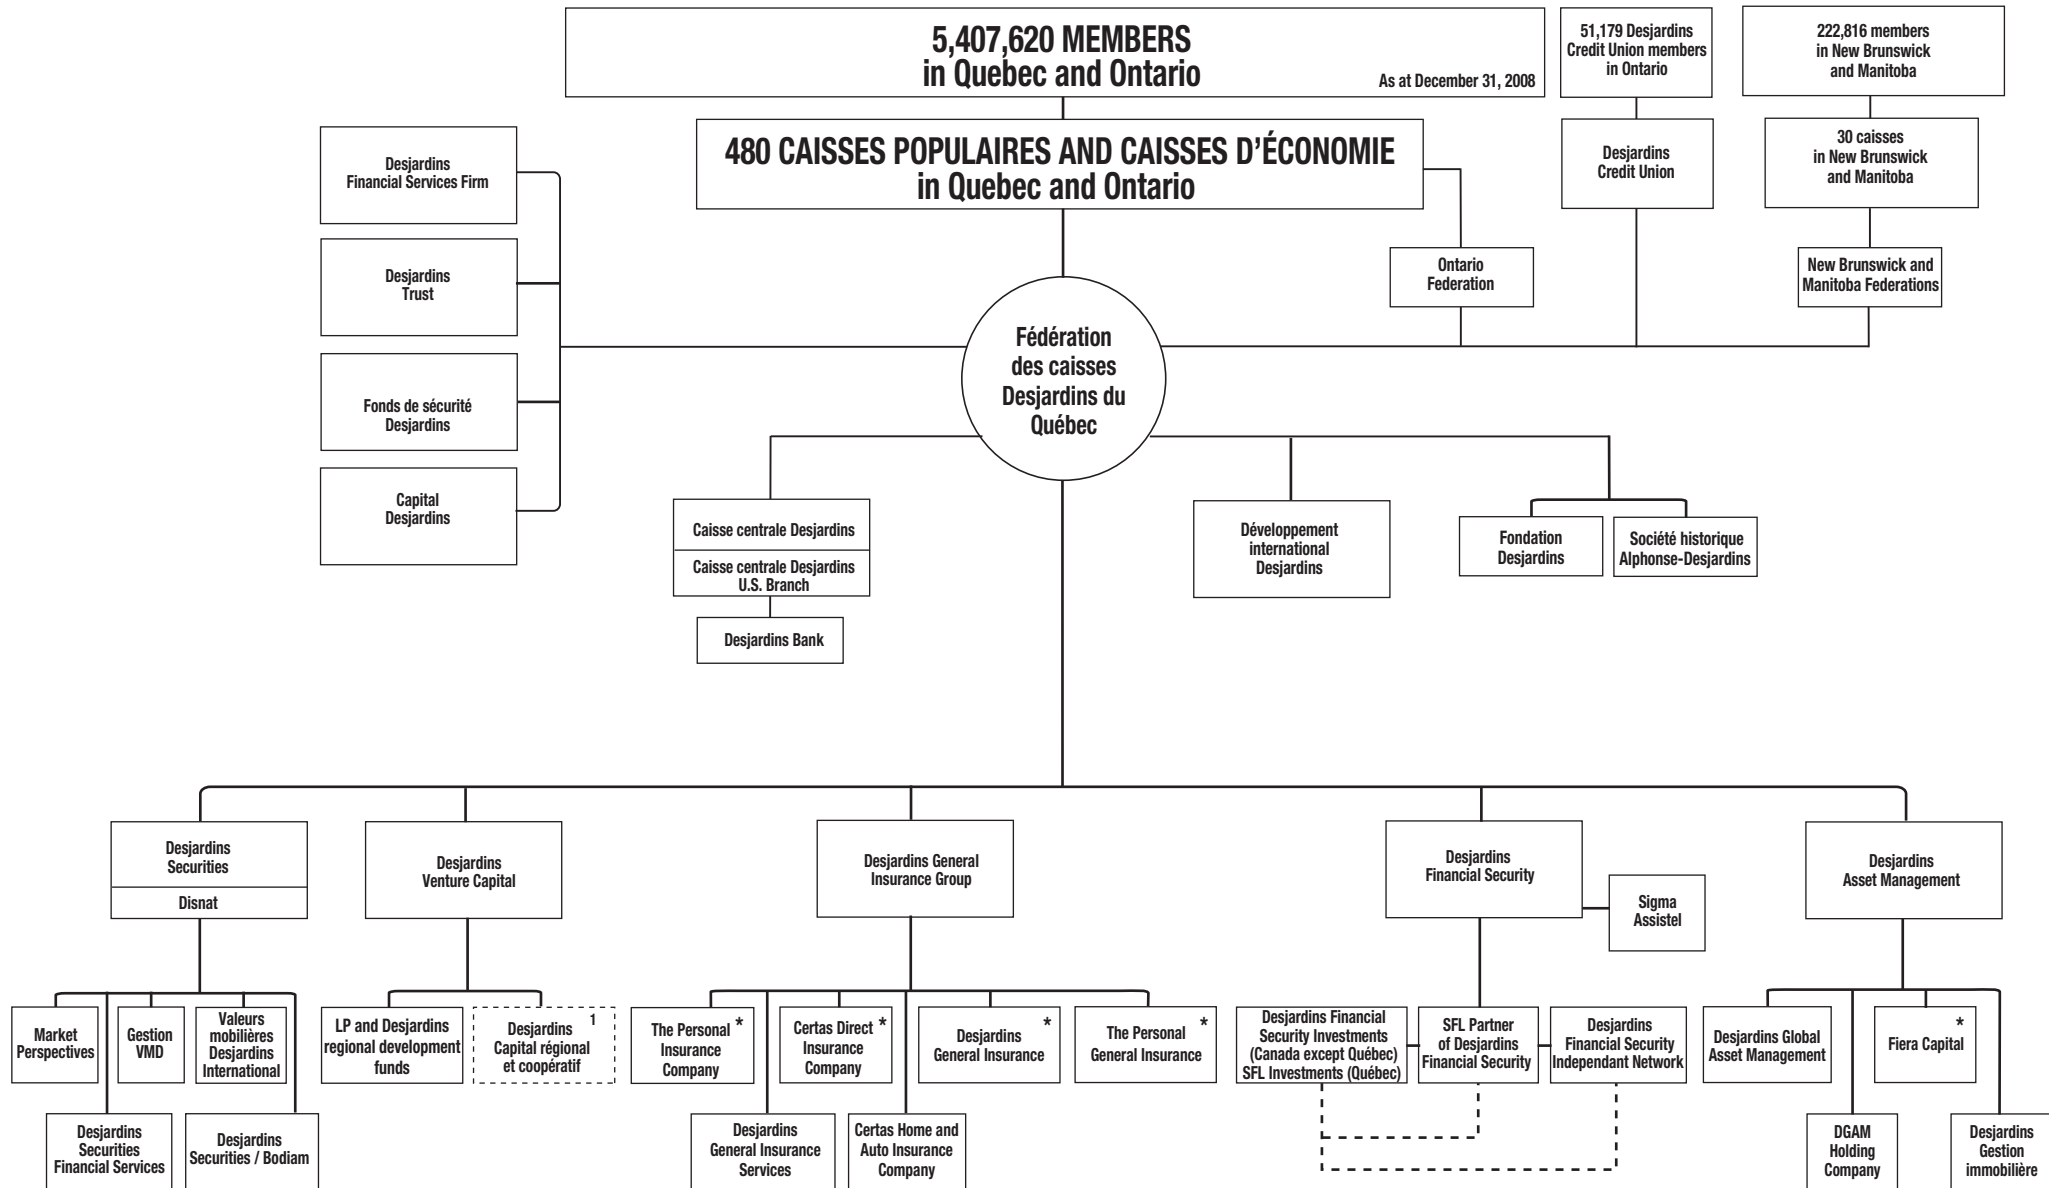 5,407,620 MEMBERS
in Quebec and Ontario
As at December 31, 2008
51,179 Desjardins
Credit Union members
in Ontario
222,816 members
in New Brunswick
and Manitoba
480 CAISSES POPULAIRES AND CAISSES D’ÉCONOMIE
in Quebec and Ontario
Desjardins
Credit Union
30 caisses
in New Brunswick
and Manitoba
Desjardins
Financial Services Firm
Desjardins
Trust
Fonds de sécurité
Desjardins
Capital
Desjardins
Ontario
Federation
New Brunswick and
Manitoba Federations
Fédération
des caisses
Desjardins du
Québec
Caisse centrale Desjardins
Caisse centrale Desjardins
U.S. Branch
Desjardins Bank
Développement
international
Desjardins
Fondation
Desjardins
Société historique
Alphonse-Desjardins
Desjardins
Securities
Disnat
Desjardins
Venture Capital
Desjardins General
Insurance Group
Desjardins
Financial Security
Sigma
Assistel
Desjardins
Asset Management
Market
Perspectives
Gestion
VMD
Valeurs
mobilières
Desjardins
International
Desjardins
Securities
Financial Services
Desjardins
Securities / Bodiam
LP and Desjardins
regional development
funds
Desjardins 1
Capital régional
et coopératif
The Personal *
Insurance
Company
Certas Direct *
Insurance
Company
*
Desjardins
General Insurance
*
The Personal
General Insurance
Desjardins
General Insurance
Services
Certas Home and
Auto Insurance
Company
Desjardins Financial
Security Investments
(Canada except Québec)
SFL Investments (Québec)
SFL Partner
of Desjardins
Financial Security
Desjardins
Financial Security
Independant Network
Desjardins Global
Asset Management
*
Fiera Capital
DGAM
Holding
Company
Desjardins
Gestion
immobilière